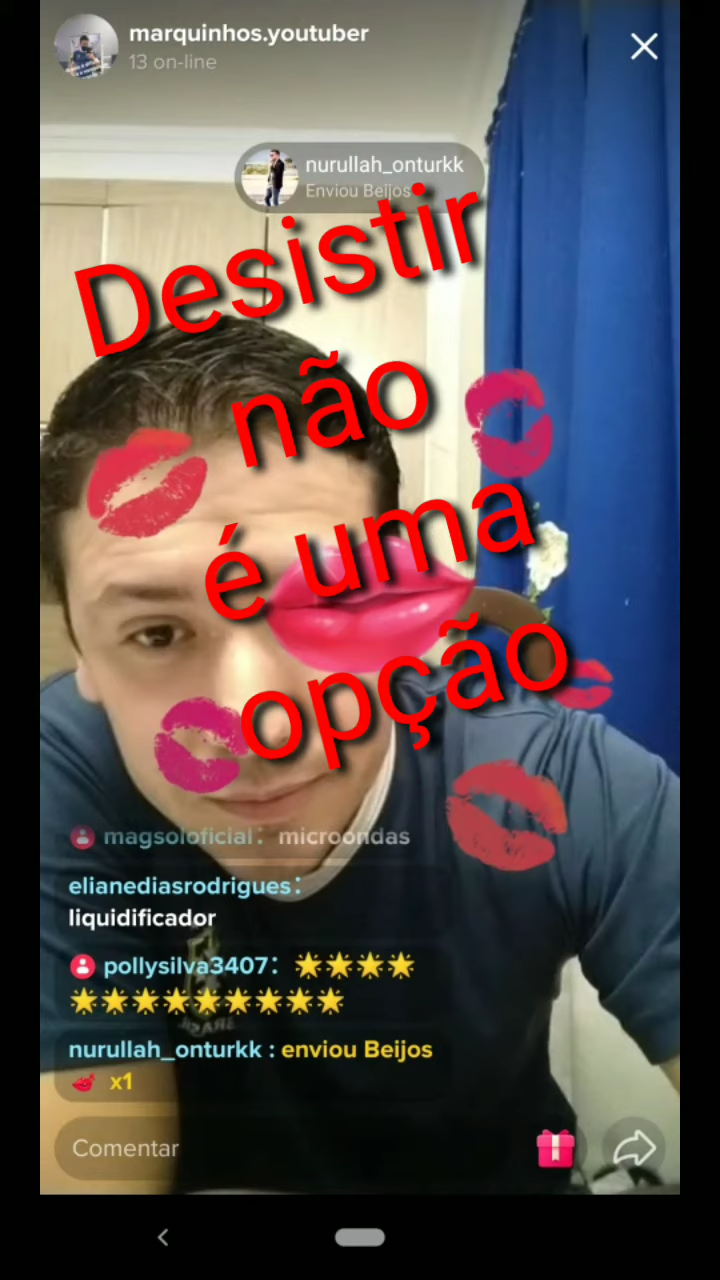 marquinhos.youtuber
13 on-line
nurullah_onturkk
Enviou Beijos
Desistir
não
é uma
opção
magsoloficial: microondas
elianediasrodrigues:
liquidificador
pollysilva3407: 🌟🌟🌟🌟
🌟🌟🌟🌟🌟🌟🌟🌟🌟
nurullah_onturkk : enviou Beijos
x1
Comentar